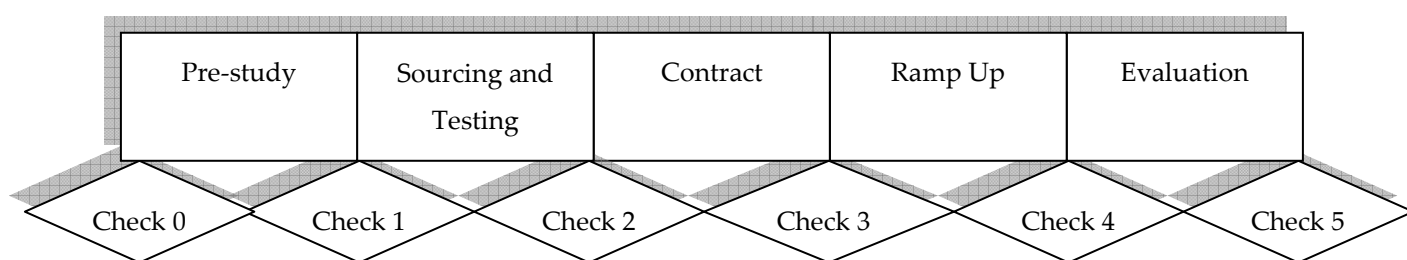 Pre-study
Sourcing and
Testing
Contract
Ramp Up
Evaluation
Check 0
Check 1
Check 2
Check 3
Check 4
Check 5